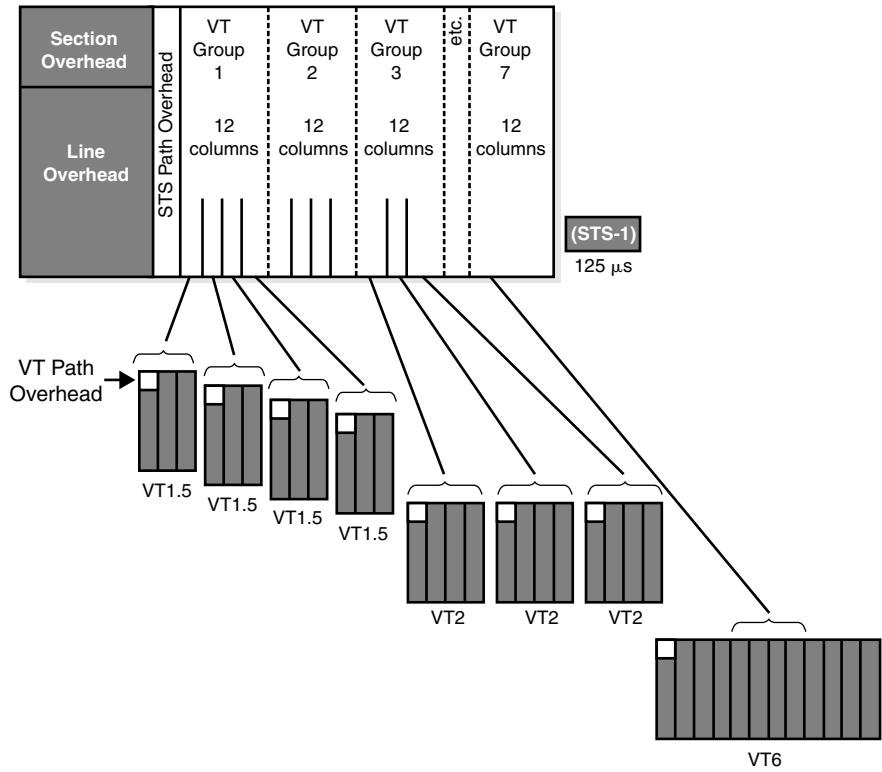 Section
Overhead
Line
Overhead
STS Path Overhead
VT
Group
1
12
columns
VT
Group
2
12
columns
VT
Group
3
12
columns
etc.
VT
Group
7
12
columns
(STS-1)
125 μs
VT Path
Overhead
VT1.5
VT1.5
VT1.5
VT1.5
VT2
VT2
VT2
VT6